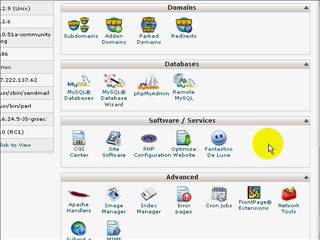 2.9 (Unix)
Domains
Subdomains
Addon Domains
Parked Domains
Redirects
0.51a-community
log
86
inux
7.222.137.62
usr/sbin/sendmail
usr/bin/perl
6.24.5-JS-grsec
.0 (RC1)
lick to View
Databases
MySQL® Databases
MySQL® Database Wizard
phpMyAdmin
Remote MySQL
Software / Services
CGI Center
Site Software
PHP Configuration
Optimize Website
Fantastico De Luxe
Advanced
Apache Handlers
Image Manager
Index Manager
Error pages
Cron jobs
FrontPage® Extensions
Network Tools
Submit a
MIME